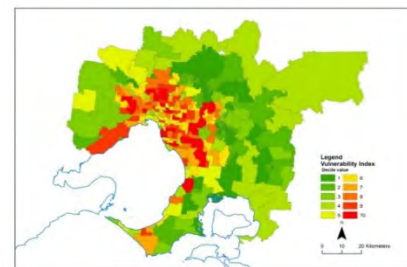 Legend
Vulnerability Index
Decile value
1 6
2 7
3 8
4 9
5 10
N
0 10 20 Kilometers